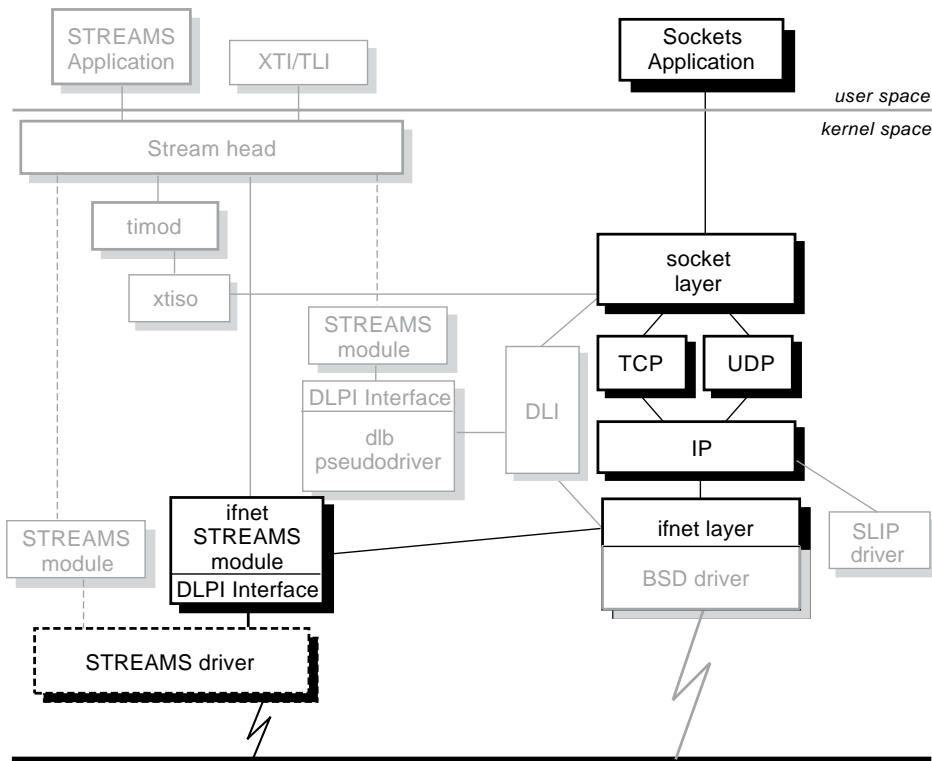 STREAMS
Application
XTI/TLI
Sockets
Application
user space
kernel space
Stream head
timod
socket
layer
xtiso
STREAMS
module
TCP
UDP
DLPI Interface
DLI
dlb
pseudodriver
IP
ifnet
STREAMS
module
DLPI Interface
STREAMS
module
ifnet layer
BSD driver
SLIP
driver
STREAMS driver